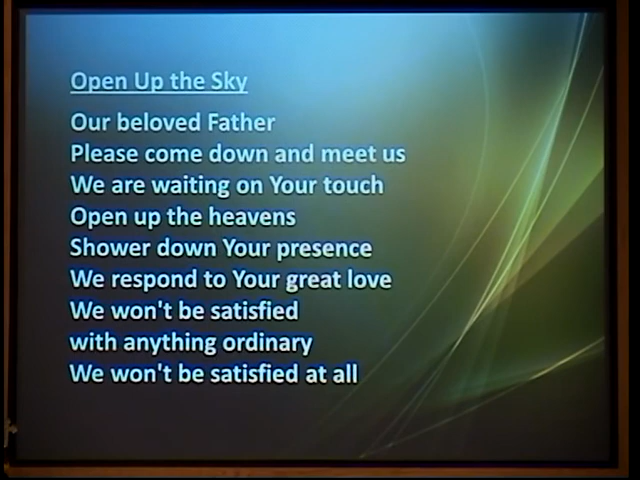 Open Up the Sky
Our beloved Father
Please come down and meet us
We are waiting on Your touch
Open up the heavens
Shower down Your presence
We respond to Your great love
We won't be satisfied
with anything ordinary
We won't be satisfied at all